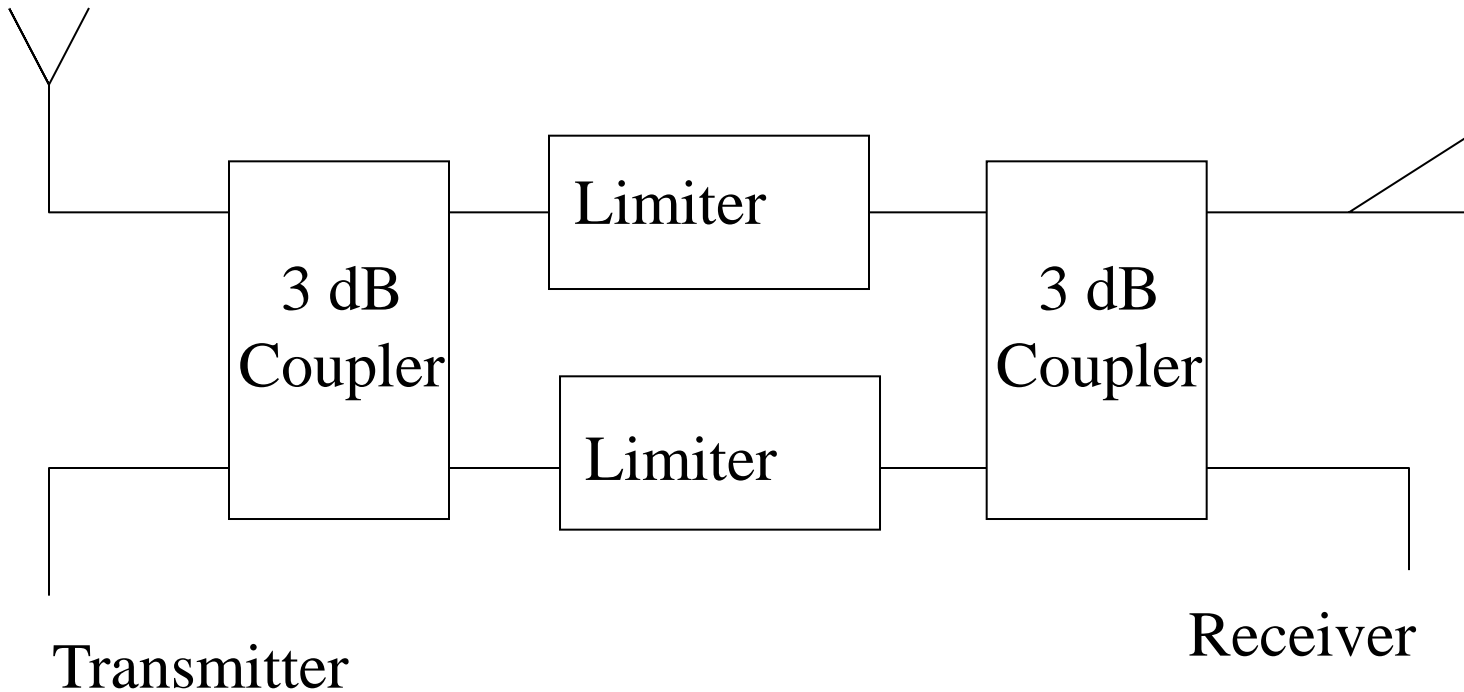 Limiter
3 dB
Coupler
3 dB
Coupler
Limiter
Transmitter
Receiver